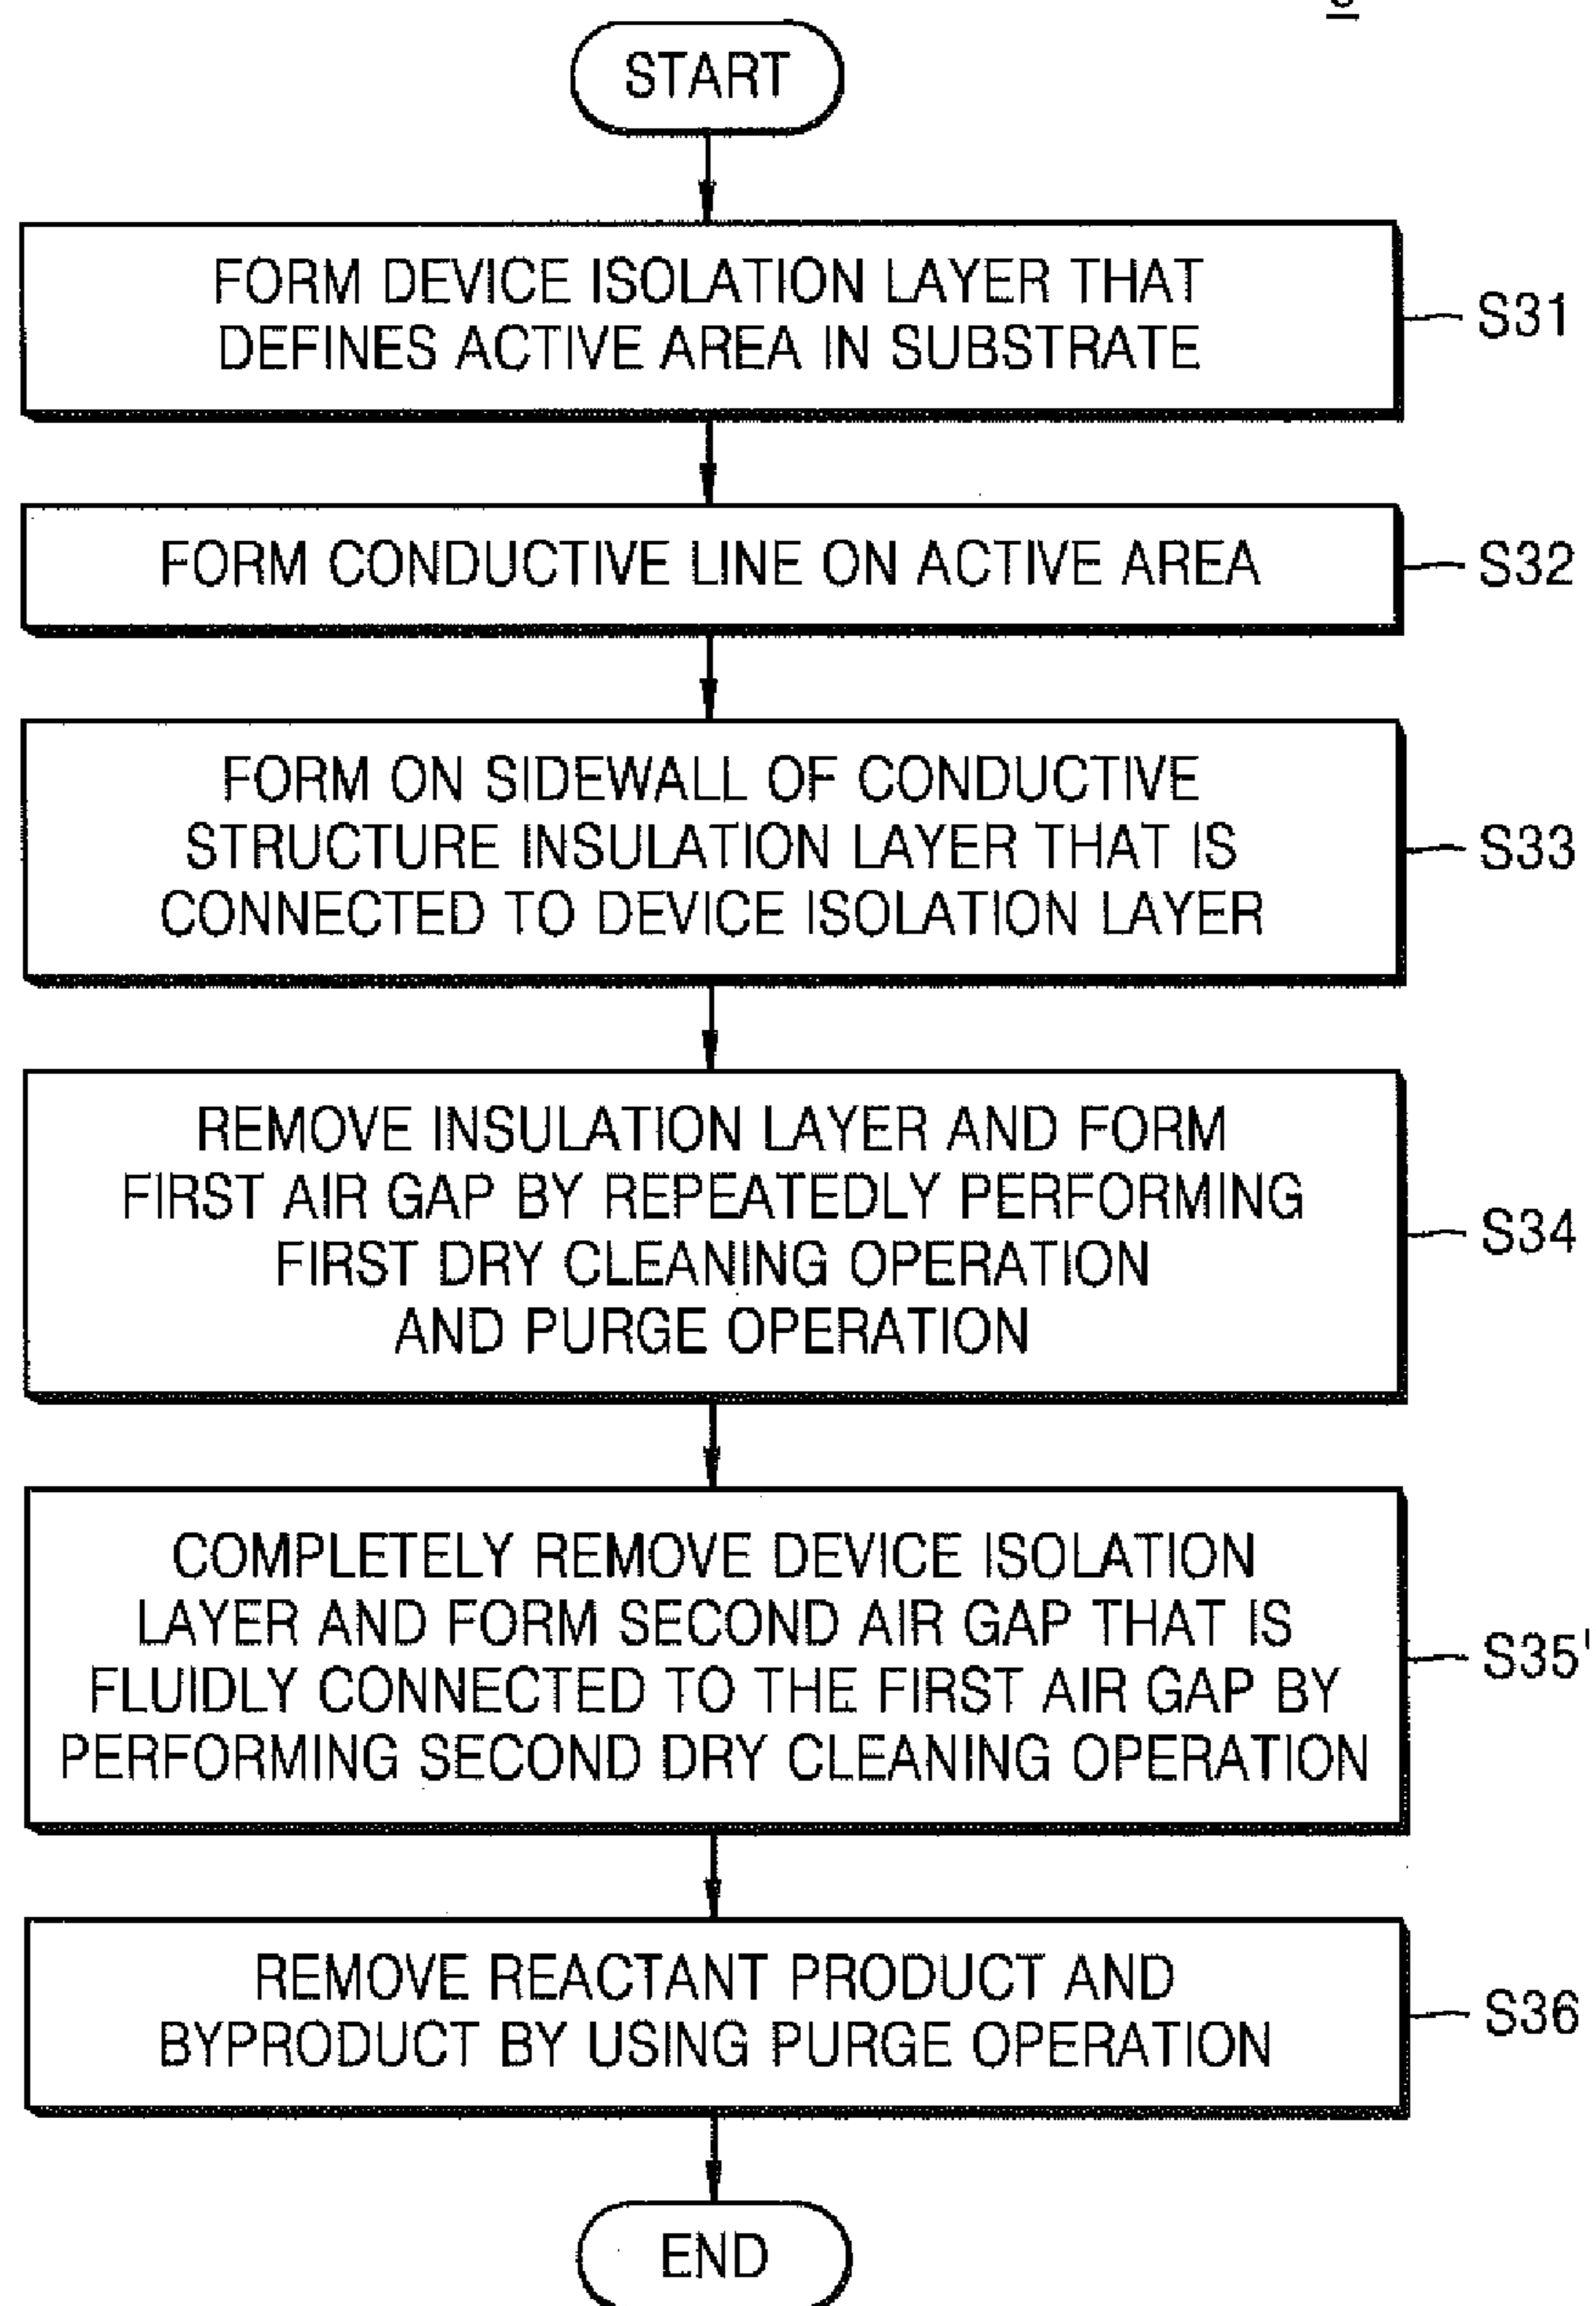 START
FORM DEVICE ISOLATION LAYER THAT
DEFINES ACTIVE AREA IN SUBSTRATE
S31
FORM CONDUCTIVE LINE ON ACTIVE AREA
S32
FORM ON SIDEWALL OF CONDUCTIVE
STRUCTURE INSULATION LAYER THAT IS
CONNECTED TO DEVICE ISOLATION LAYER
S33
REMOVE INSULATION LAYER AND FORM
FIRST AIR GAP BY REPEATEDLY PERFORMING
FIRST DRY CLEANING OPERATION
AND PURGE OPERATION
S34
COMPLETELY REMOVE DEVICE ISOLATION
LAYER AND FORM SECOND AIR GAP THAT IS
FLUIDLY CONNECTED TO THE FIRST AIR GAP BY
PERFORMING SECOND DRY CLEANING OPERATION
S35'
REMOVE REACTANT PRODUCT AND
BYPRODUCT BY USING PURGE OPERATION
S36
END